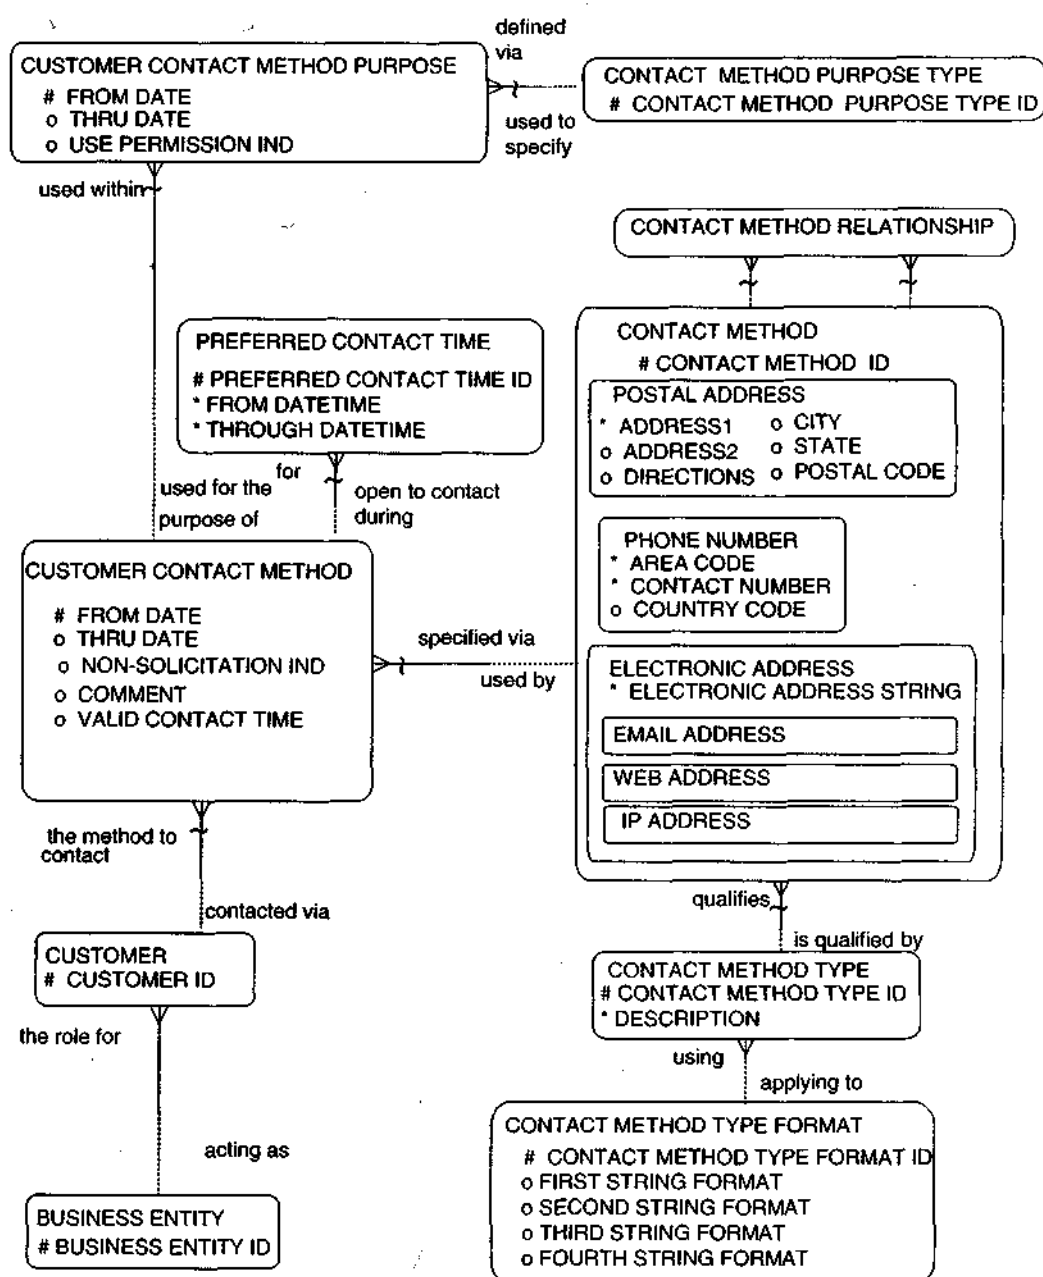 defined
via
CUSTOMER CONTACT METHOD PURPOSE
# FROM DATE
o THRU DATE
o USE PERMISSION IND
CONTACT METHOD PURPOSE TYPE
# CONTACT METHOD PURPOSE TYPE ID
used to
specify
used within
CONTACT METHOD RELATIONSHIP
PREFERRED CONTACT TIME
# PREFERRED CONTACT TIME ID
* FROM DATETIME
* THROUGH DATETIME
for
used for the
purpose of
open to contact
during
CONTACT METHOD
# CONTACT METHOD ID
POSTAL ADDRESS
* ADDRESS1
o ADDRESS2
o DIRECTIONS
o CITY
o STATE
o POSTAL CODE
PHONE NUMBER
* AREA CODE
* CONTACT NUMBER
o COUNTRY CODE
ELECTRONIC ADDRESS
* ELECTRONIC ADDRESS STRING
EMAIL ADDRESS
WEB ADDRESS
IP ADDRESS
CUSTOMER CONTACT METHOD
# FROM DATE
o THRU DATE
o NON-SOLICITATION IND
o COMMENT
o VALID CONTACT TIME
specified via
used by
the method to
contact
contacted via
CUSTOMER
# CUSTOMER ID
the role for
acting as
BUSINESS ENTITY
# BUSINESS ENTITY ID
qualifies
is qualified by
CONTACT METHOD TYPE
# CONTACT METHOD TYPE ID
* DESCRIPTION
using
applying to
CONTACT METHOD TYPE FORMAT
# CONTACT METHOD TYPE FORMAT ID
o FIRST STRING FORMAT
o SECOND STRING FORMAT
o THIRD STRING FORMAT
o FOURTH STRING FORMAT